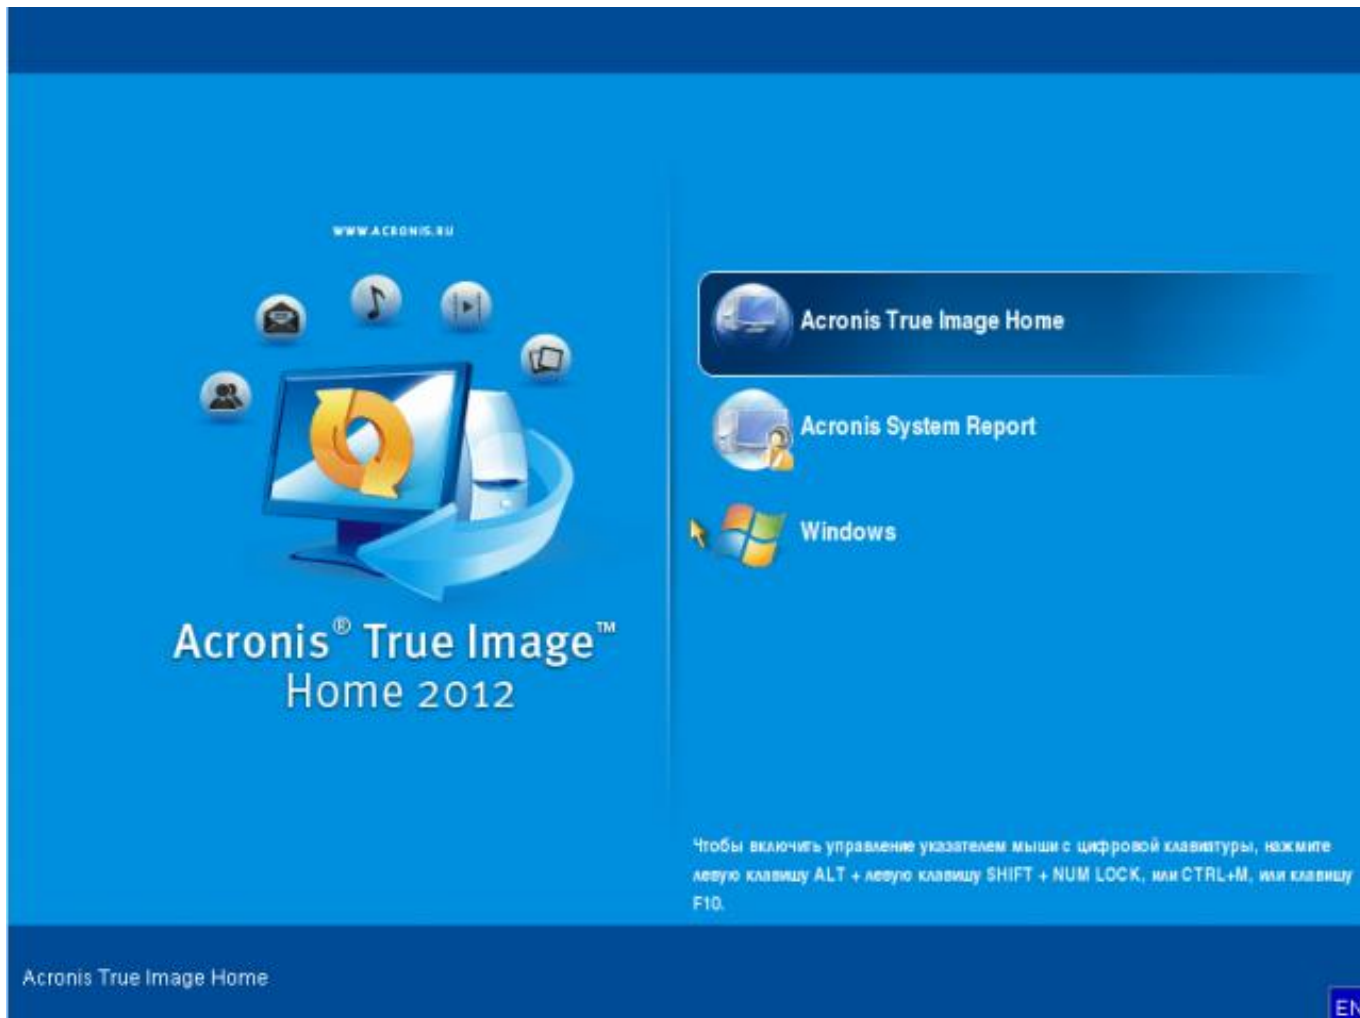 WWW.ACRONIS.RU
Acronis® True Image™
Home 2012
Acronis True Image Home
Acronis System Report
Windows
Чтобы включить управление указателем мыши с цифровой клавиатуры, нажмите
левую клавишу ALT + левую клавишу SHIFT + NUM LOCK, или CTRL+M, или клавишу
F10.
Acronis True Image Home
EN